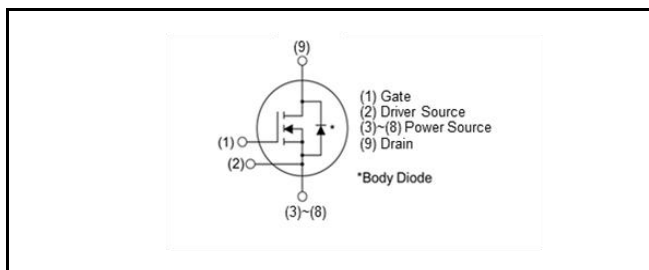 (9)
(1) Gate
(2) Driver Source
(3)~(8) Power Source
(9) Drain
*
(1)
(2)
*Body Diode
(3)~(8)